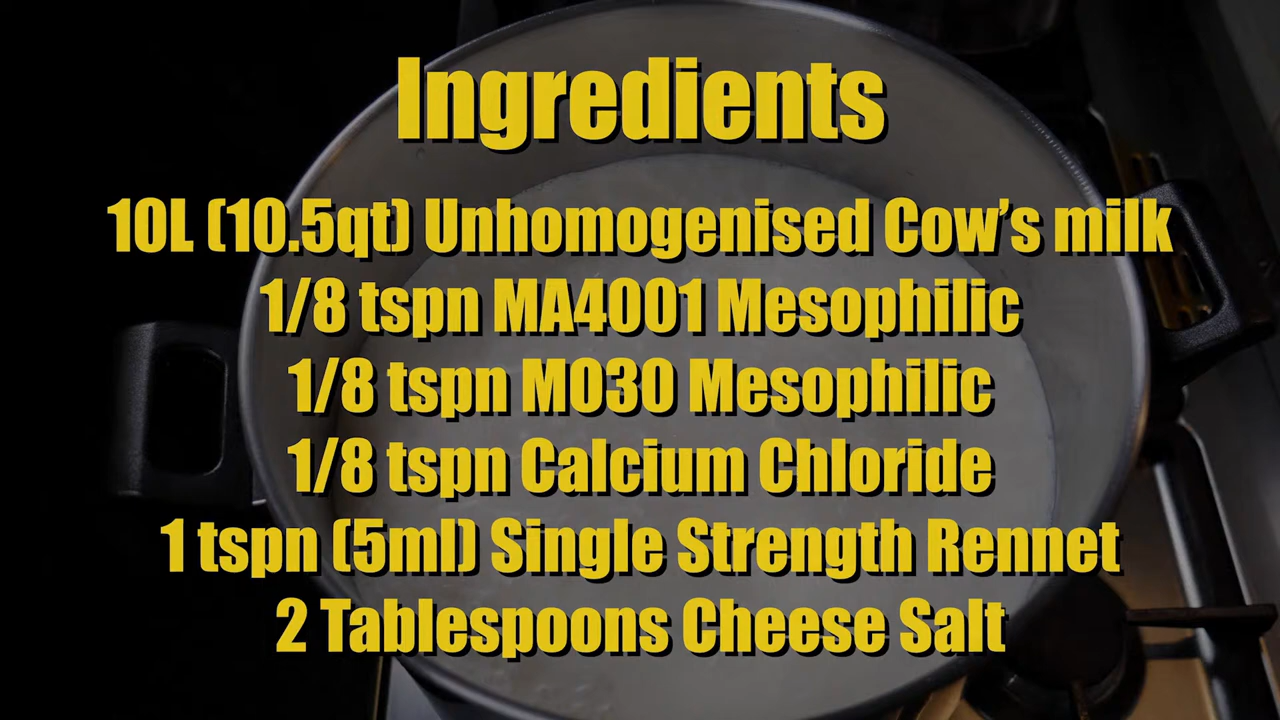 Ingredients
10L (10.5qt) Unhomogenised Cow’s milk
1/8 tspn MA4001 Mesophilic
1/8 tspn MO30 Mesophilic
1/8 tspn Calcium Chloride
1 tspn (5ml) Single Strength Rennet
2 Tablespoons Cheese Salt